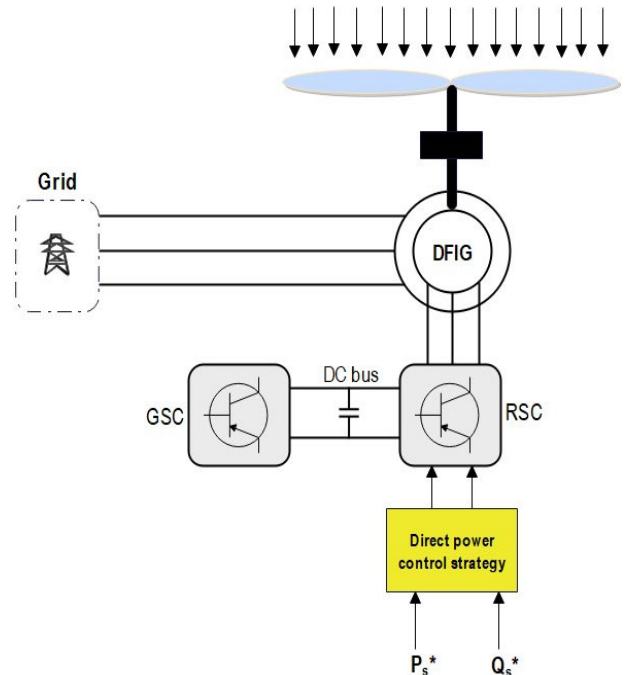 Grid
DFIG
DC bus
GSC
RSC
Direct power
control strategy
Ps*
Qs*